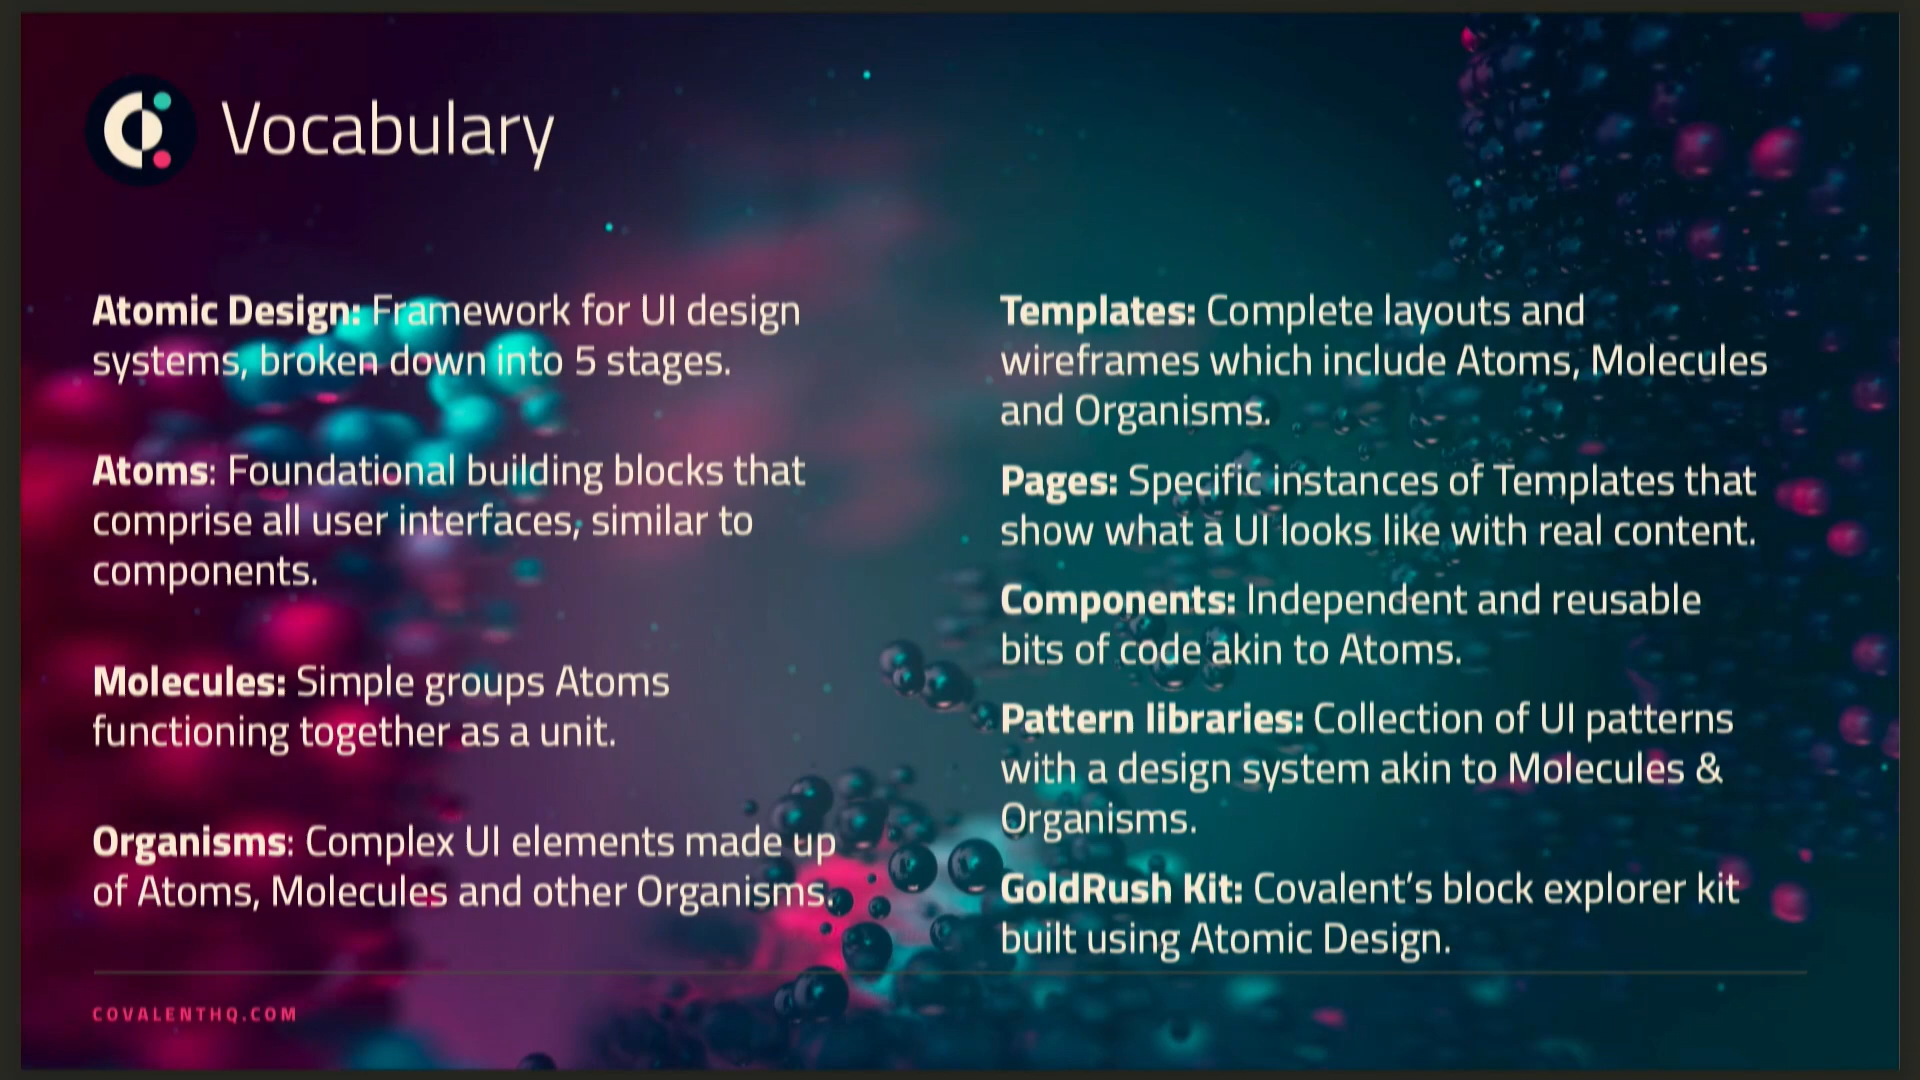 Vocabulary
Atomic Design: Framework for UI design
systems, broken down into 5 stages.
Atoms: Foundational building blocks that
comprise all user interfaces, similar to
components.
Molecules: Simple groups Atoms
functioning together as a unit.
Organisms: Complex UI elements made up
of Atoms, Molecules and other Organisms.
Templates: Complete layouts and
wireframes which include Atoms, Molecules
and Organisms.
Pages: Specific instances of Templates that
show what a UI looks like with real content.
Components: Independent and reusable
bits of code akin to Atoms.
Pattern libraries: Collection of UI patterns
with a design system akin to Molecules &
Organisms.
GoldRush Kit: Covalent’s block explorer kit
built using Atomic Design.
COVALENTHQ.COM